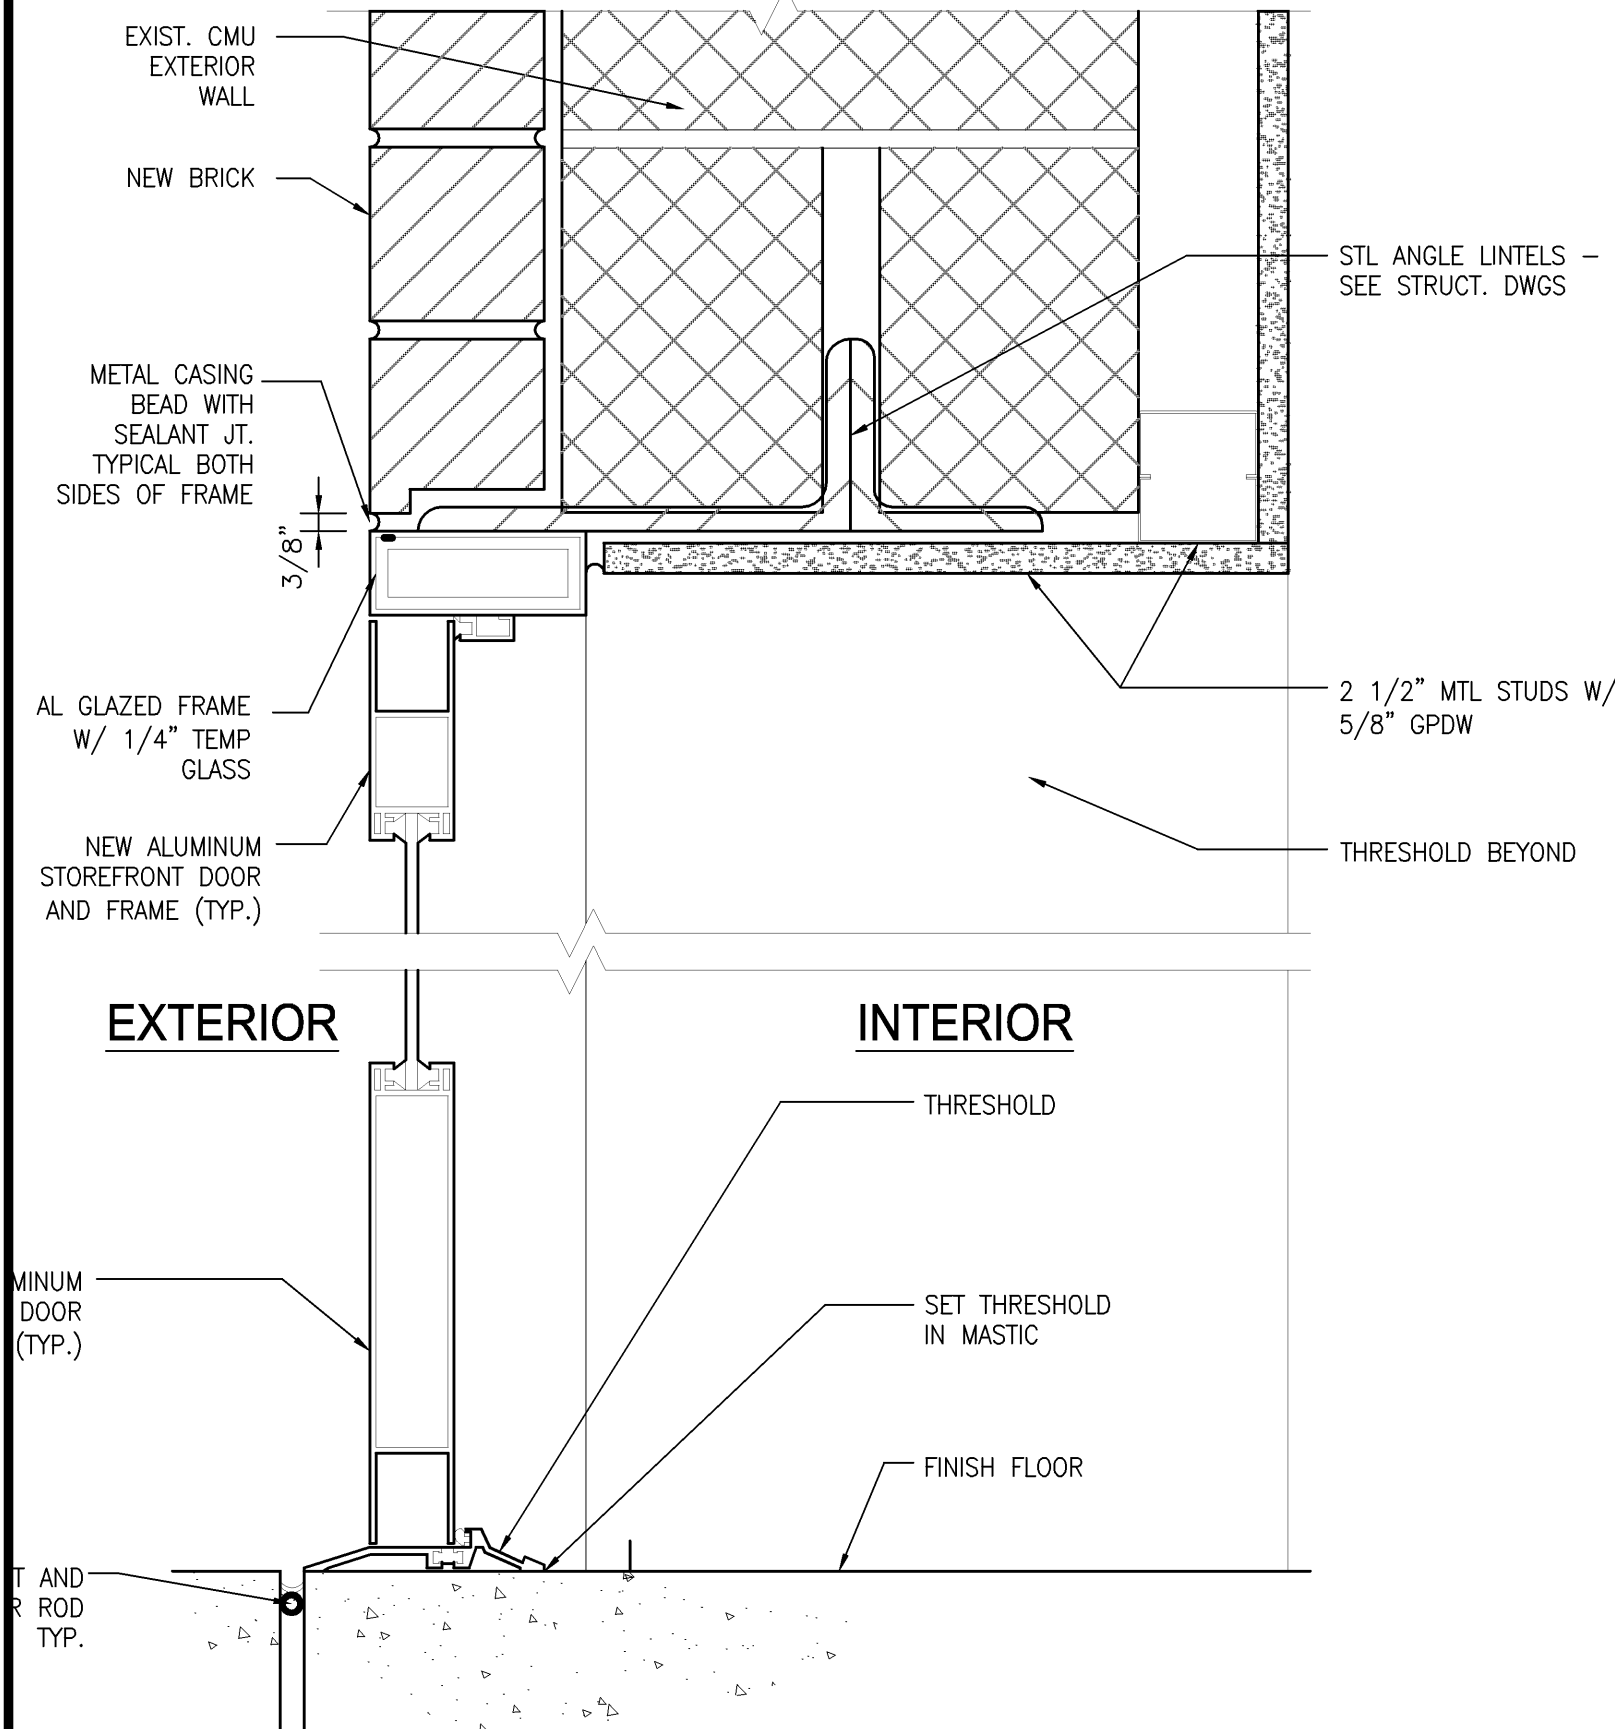 EXIST. CMU
EXTERIOR
WALL
NEW BRICK
STL ANGLE LINTELS –
SEE STRUCT. DWGS
METAL CASING
BEAD WITH
SEALANT JT.
TYPICAL BOTH
SIDES OF FRAME
3/8"
AL GLAZED FRAME
W/ 1/4" TEMP
GLASS
2 1/2" MTL STUDS W/
5/8" GPDW
NEW ALUMINUM
STOREFRONT DOOR
AND FRAME (TYP.)
THRESHOLD BEYOND
EXTERIOR
INTERIOR
THRESHOLD
MINUM
DOOR
(TYP.)
SET THRESHOLD
IN MASTIC
FINISH FLOOR
T AND
R ROD
TYP.